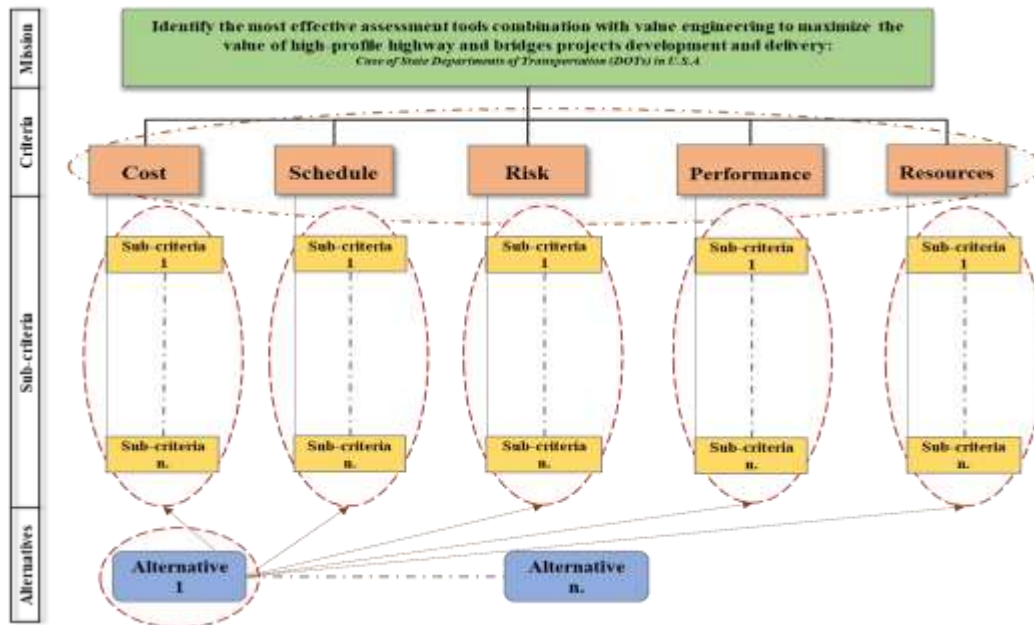 Mission
Identify the most effective assessment tools combination with value engineering to maximize the
value of high-profile highway and bridges projects development and delivery:
Case of State Departments of Transportation (DOTs) in U.S.A
Criteria
Cost
Schedule
Risk
Performance
Resources
Sub-criteria
Sub-criteria
1
Sub-criteria
1
Sub-criteria
1
Sub-criteria
1
Sub-criteria
1
Sub-criteria
n.
Sub-criteria
n.
Sub-criteria
n.
Sub-criteria
n.
Sub-criteria
n.
Alternatives
Alternative
1
Alternative
n.